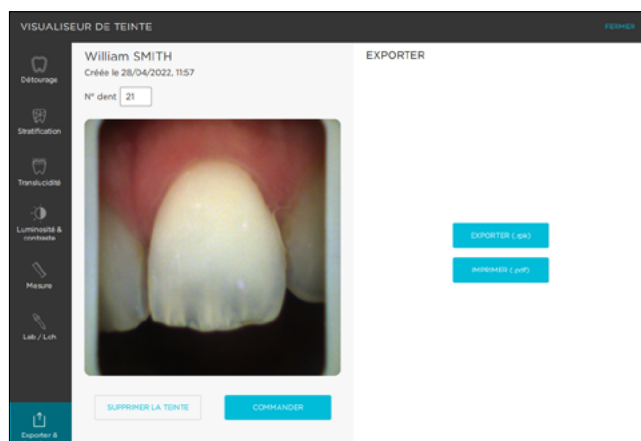 VISUALISEUR DE TEINTE
FERMER
Détourage
Stratification
Translucidité
Luminosité &
contraste
Mesure
Lab / Lch
Exporter &
William SMITH
Créée le 28/04/2022, 11:57
N° dent 21
SUPPRIMER LA TEINTE
COMMANDER
EXPORTER
EXPORTER (.rpk)
IMPRIMER (.pdf)